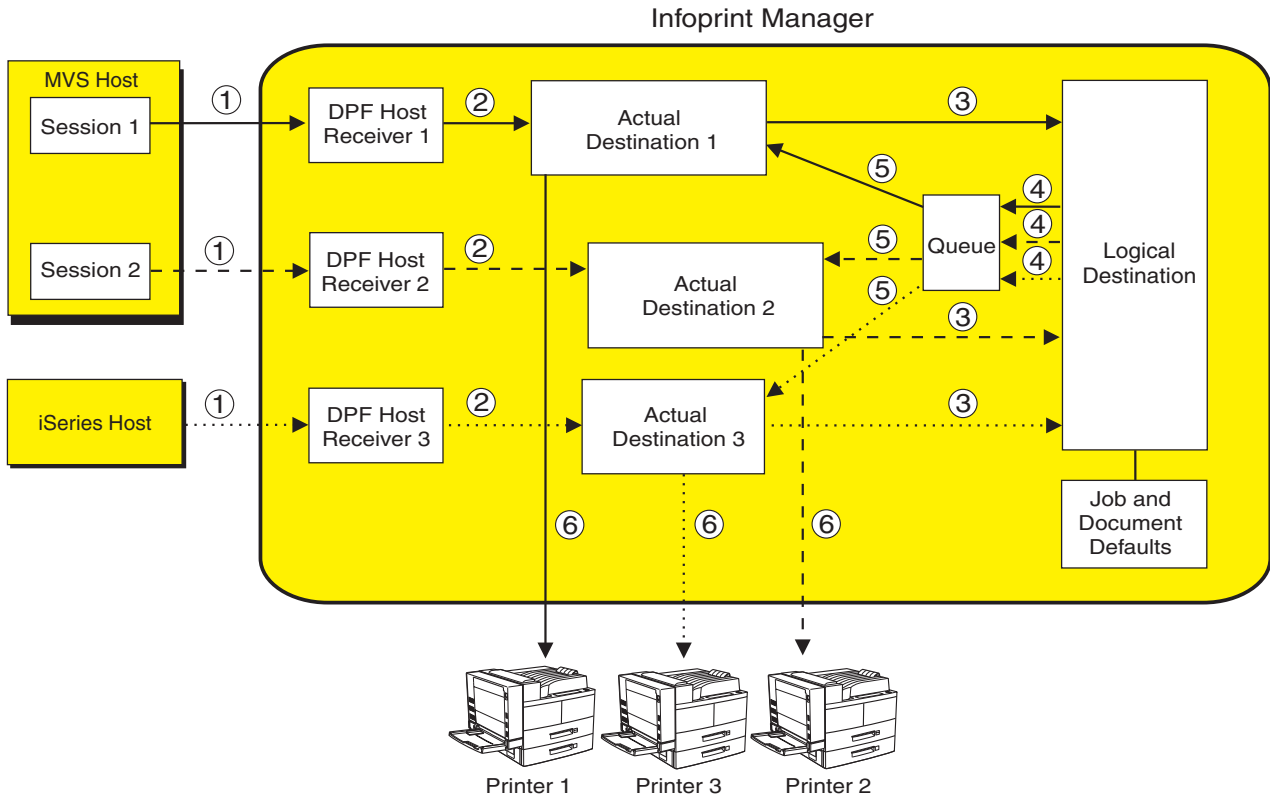 Infoprint Manager
MVS Host
Session 1
①
DPF Host
Receiver 1
②
Actual
Destination 1
③
⑤
④
Session 2
①
DPF Host
Receiver 2
②
Actual
Destination 2
⑤
Queue
④
④
⑤
③
Logical
Destination
iSeries Host
①
DPF Host
Receiver 3
②
Actual
Destination 3
③
Job and
Document
Defaults
⑥
⑥
⑥
Printer 1
Printer 3
Printer 2